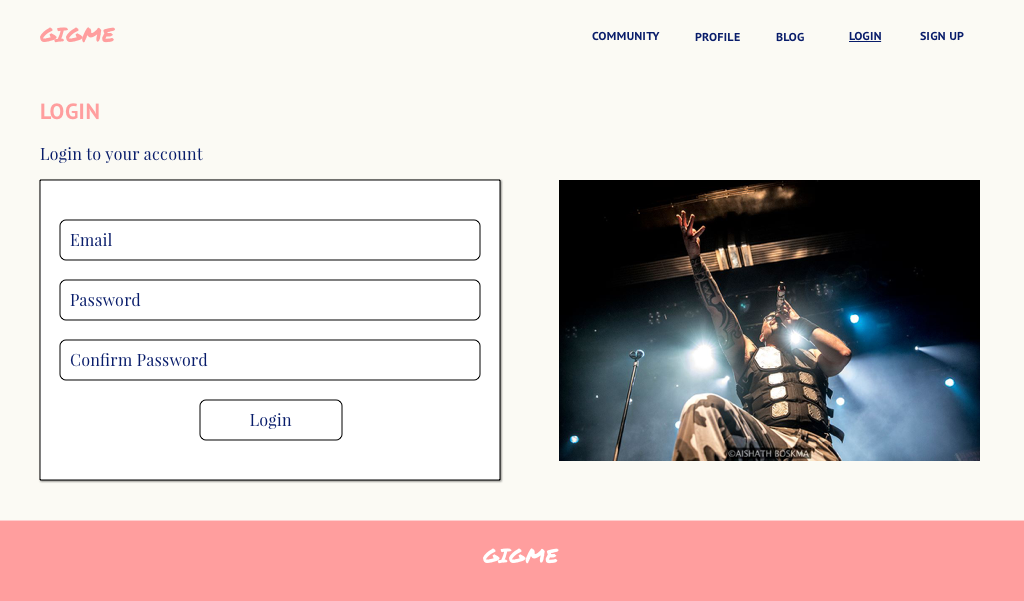 GIGME
COMMUNITY PROFILE BLOG LOGIN SIGN UP
LOGIN
Login to your account
Email
Password
Confirm Password
Login
©AISHATH BOSKMA
GIGME